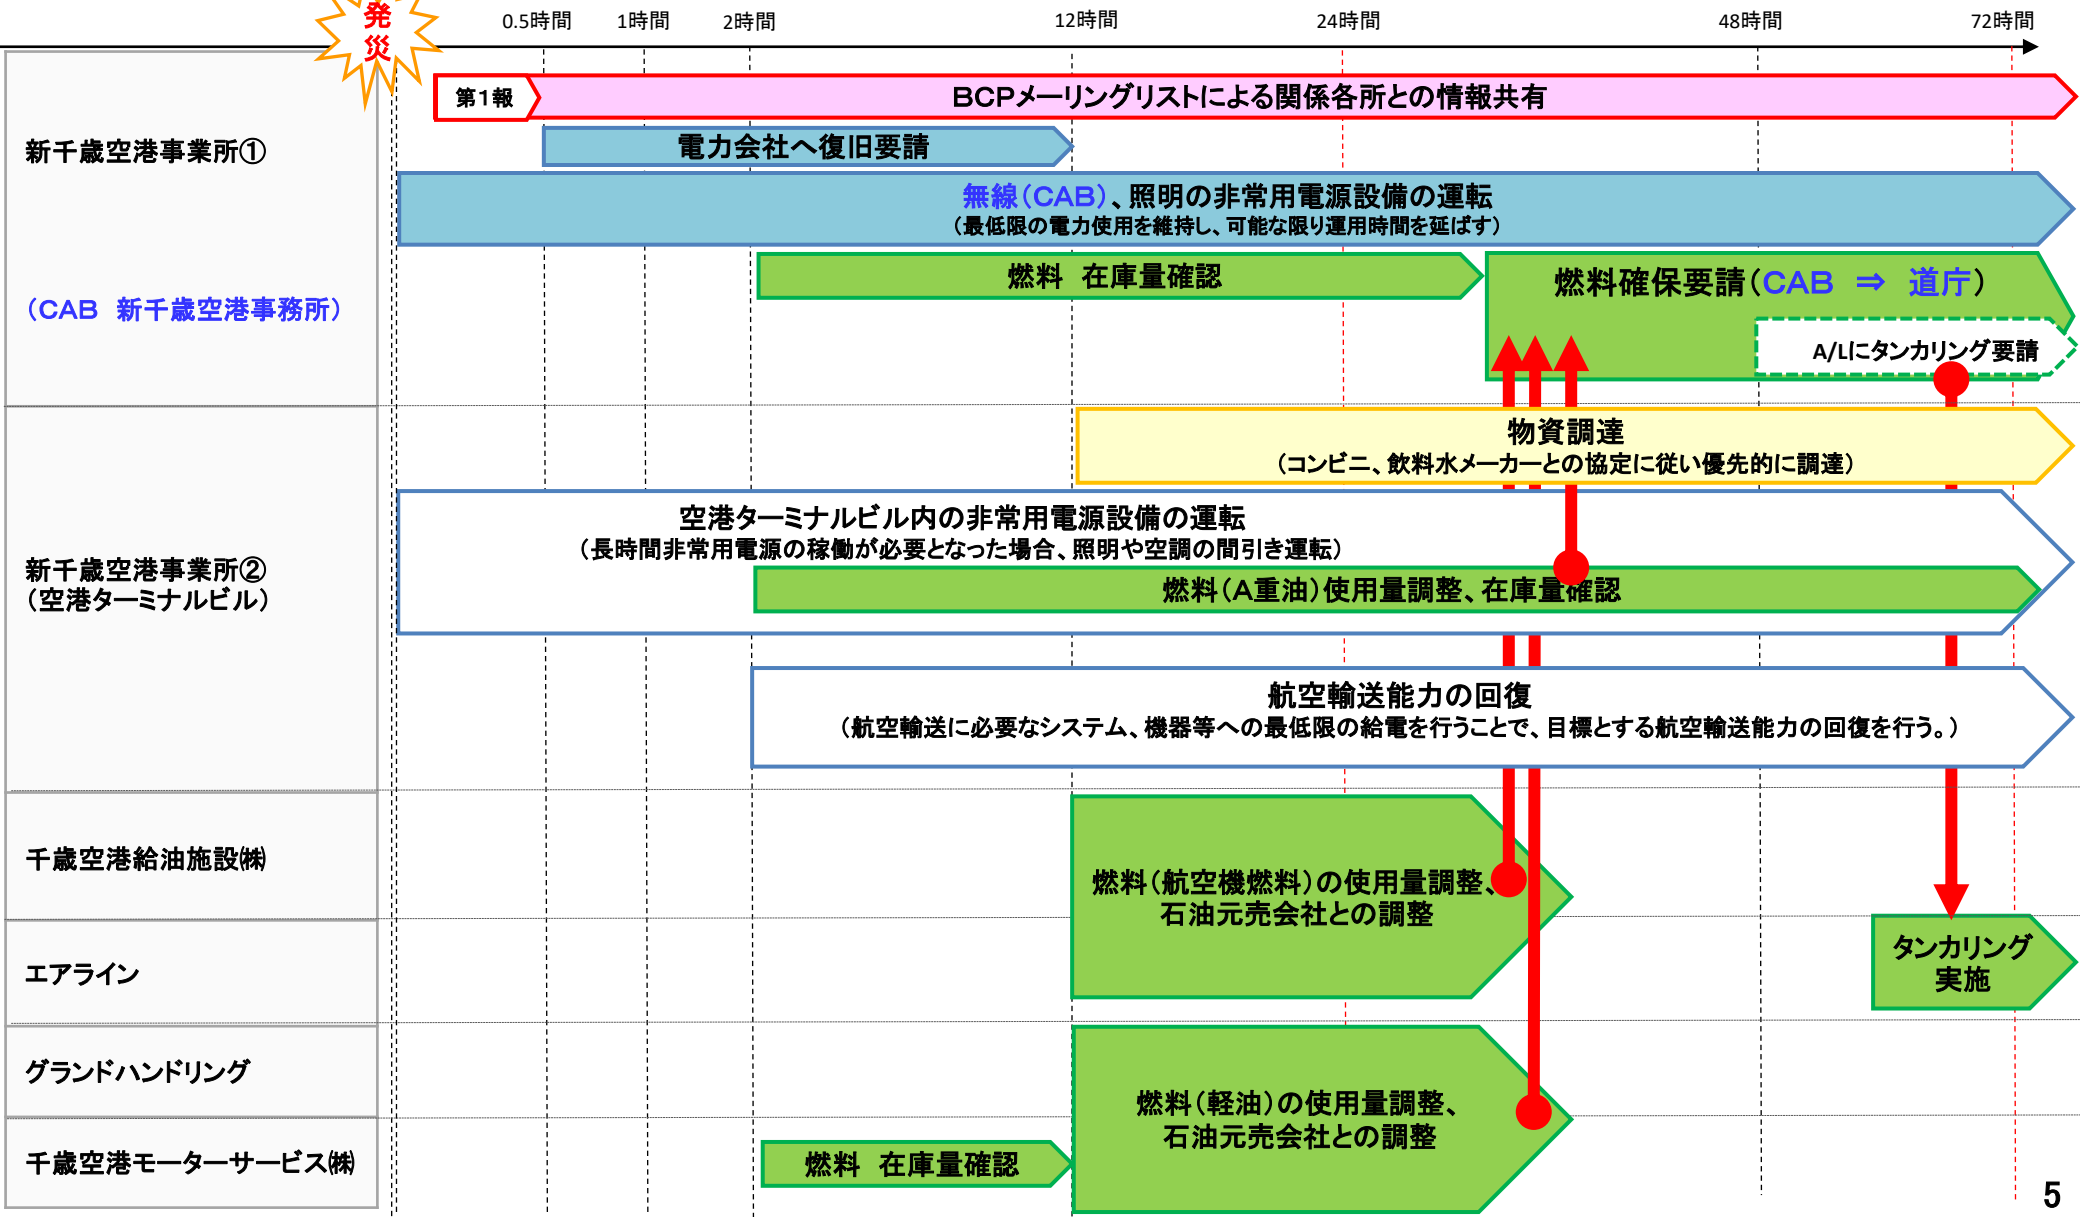 発
災
0.5時間
1時間
2時間
12時間
24時間
48時間
72時間
新千歳空港事業所①
（CAB　新千歳空港事務所）
第１報
BCPメーリングリストによる関係各所との情報共有
電力会社へ復旧要請
無線（CAB）、照明の非常用電源設備の運転
（最低限の電力使用を維持し、可能な限り運用時間を延ばす）
燃料　在庫量確認
燃料確保要請（CAB　⇒　道庁）
A/Lにタンカリング要請
新千歳空港事業所②
（空港ターミナルビル）
物資調達
（コンビニ、飲料水メーカーとの協定に従い優先的に調達）
空港ターミナルビル内の非常用電源設備の運転
（長時間非常用電源の稼働が必要となった場合、照明や空調の間引き運転）
燃料（A重油）使用量調整、在庫量確認
航空輸送能力の回復
（航空輸送に必要なシステム、機器等への最低限の給電を行うことで、目標とする航空輸送能力の回復を行う。）
千歳空港給油施設㈱
燃料（航空機燃料）の使用量調整、
石油元売会社との調整
エアライン
タンカリング
実施
グランドハンドリング
燃料（軽油）の使用量調整、
石油元売会社との調整
千歳空港モーターサービス㈱
燃料　在庫量確認
5